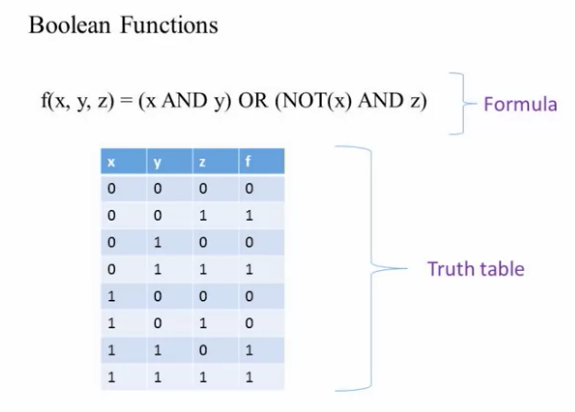 Boolean Functions
f(x, y, z) = (x AND y) OR (NOT(x) AND z)
Formula
x y z f
0 0 0 0
0 0 1 1
0 1 0 0
0 1 1 1
1 0 0 0
1 0 1 0
1 1 0 1
1 1 1 1
Truth table